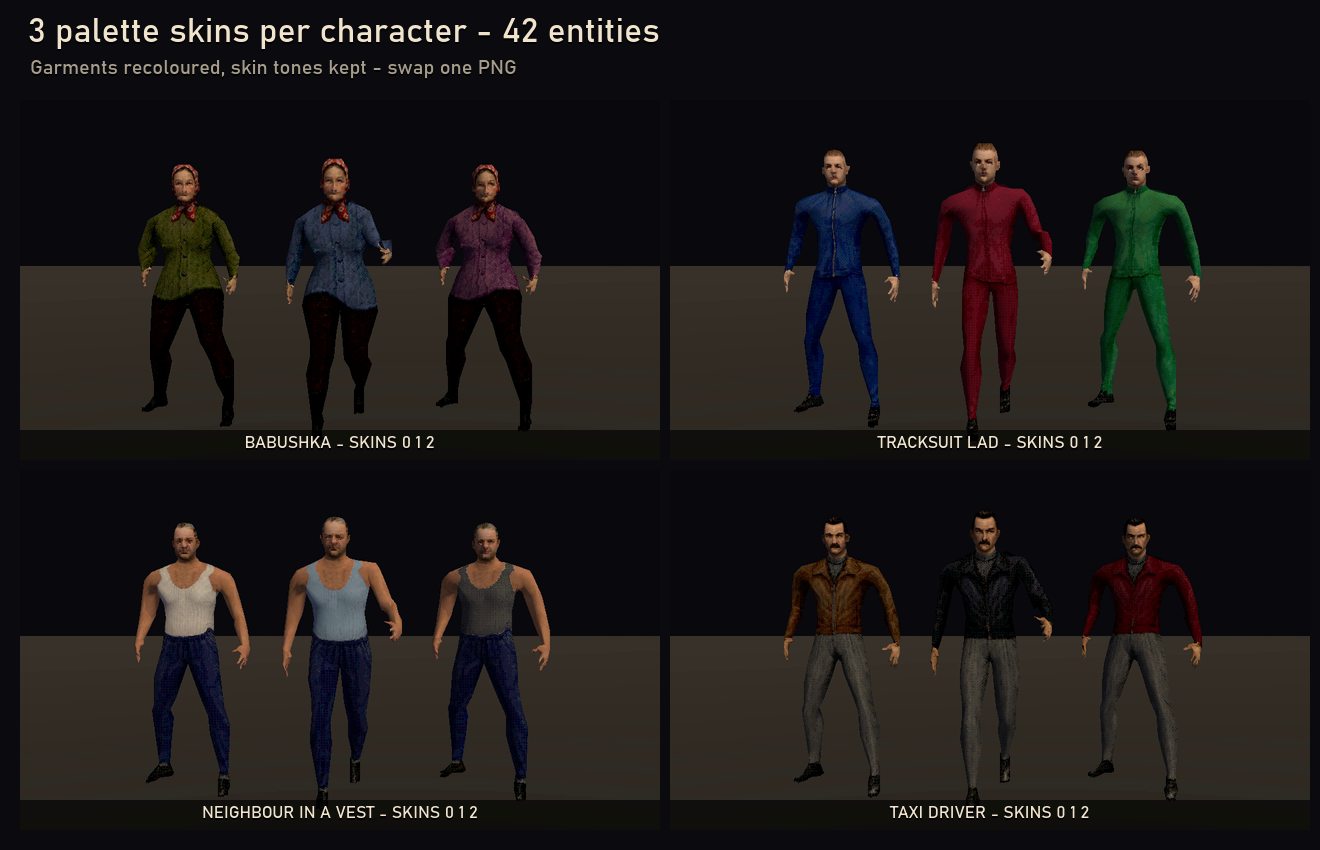 3 palette skins per character - 42 entities
Garments recoloured, skin tones kept - swap one PNG
BABUSHKA - SKINS 0 1 2
TRACKSUIT LAD - SKINS 0 1 2
NEIGHBOUR IN A VEST - SKINS 0 1 2
TAXI DRIVER - SKINS 0 1 2